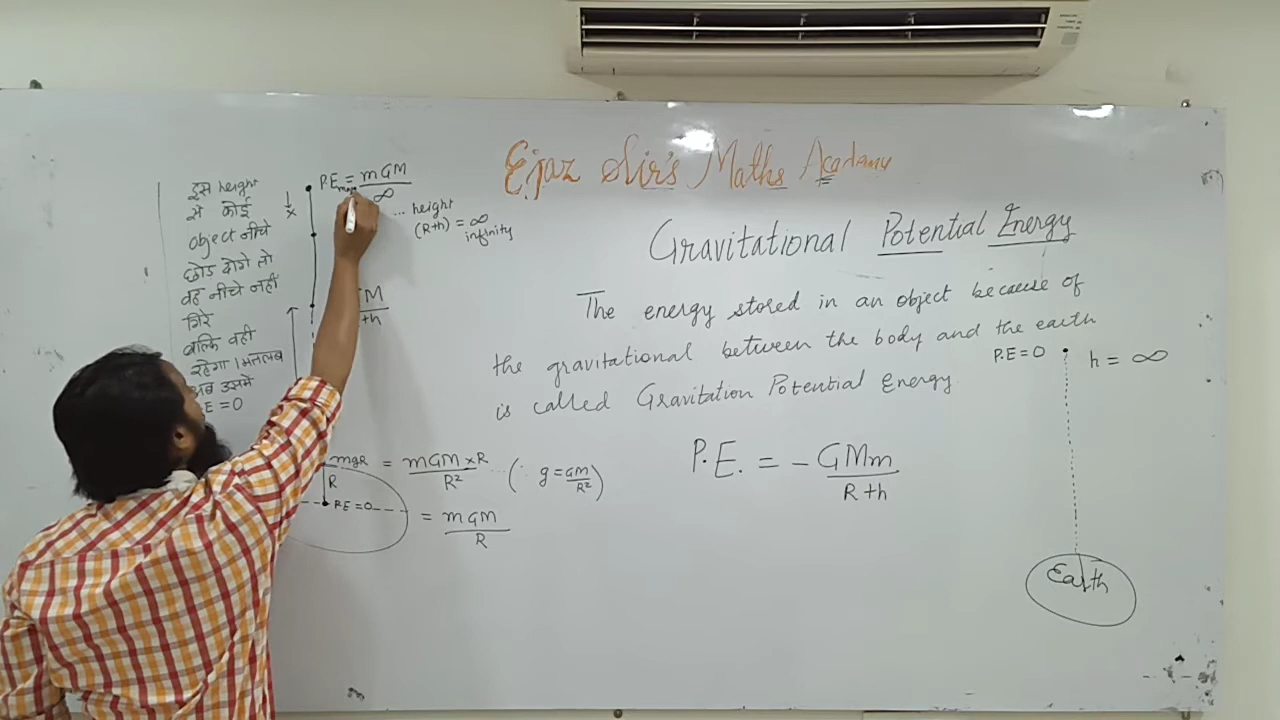 Ejaz Sir's Maths Academy
Gravitational Potential Energy
The energy stored in an object because of
the gravitational between the body and the earth
is called Gravitation Potential Energy.
P.E. = - GMm / R+h
P.E=0
h = ∞
Earth
इस height
से कोई
object नीचे
छोड़ दोगे तो
वह नीचे नहीं
गिरे
बल्कि वही
रहेगा। मतलब
अब उसमे
E = 0
x
P.E = mGM / ∞
... height
(R+h) = ∞
infinity
M / +h
mgR = mGM × R / R² ... (∵ g = GM / R²)
R
P.E = 0
= mGM / R